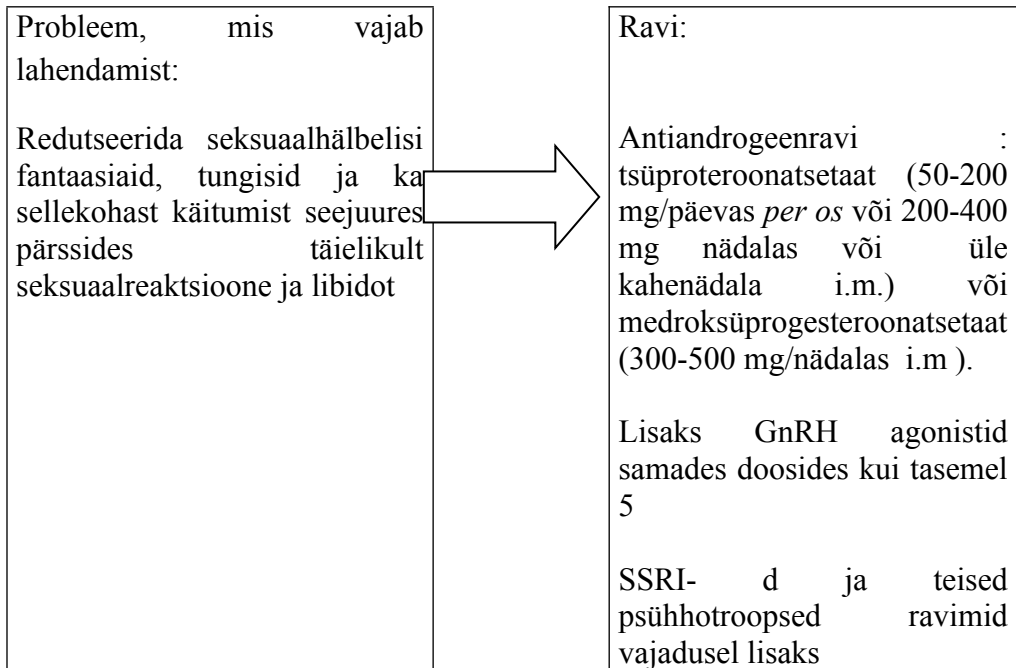 Probleem, mis vajab
lahendamist:
Redutseerida seksuaalhälbelisi
fantaasiaid, tungisid ja ka
sellekohast käitumist seejuures
pärssides täielikult
seksuaalreaktsioone ja libidot
Ravi:
Antiandrogeenravi :
tsüproteroonatsetaat (50-200
mg/päevas per os või 200-400
mg nädalas või üle
kahenädala i.m.) või
medroksüprogesteroonatsetaat
(300-500 mg/nädalas i.m ).
Lisaks GnRH agonistid
samades doosides kui tasemel
5
SSRI- d ja teised
psühhotroopsed ravimid
vajadusel lisaks